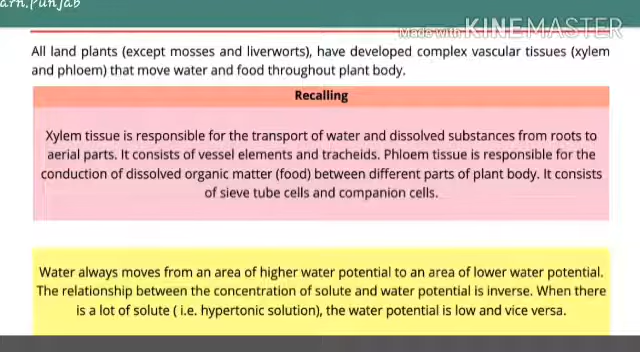 arn.Punjab
Made with KINEMASTER
All land plants (except mosses and liverworts), have developed complex vascular tissues (xylem
and phloem) that move water and food throughout plant body.
Recalling
Xylem tissue is responsible for the transport of water and dissolved substances from roots to
aerial parts. It consists of vessel elements and tracheids. Phloem tissue is responsible for the
conduction of dissolved organic matter (food) between different parts of plant body. It consists
of sieve tube cells and companion cells.
Water always moves from an area of higher water potential to an area of lower water potential.
The relationship between the concentration of solute and water potential is inverse. When there
is a lot of solute ( i.e. hypertonic solution), the water potential is low and vice versa.